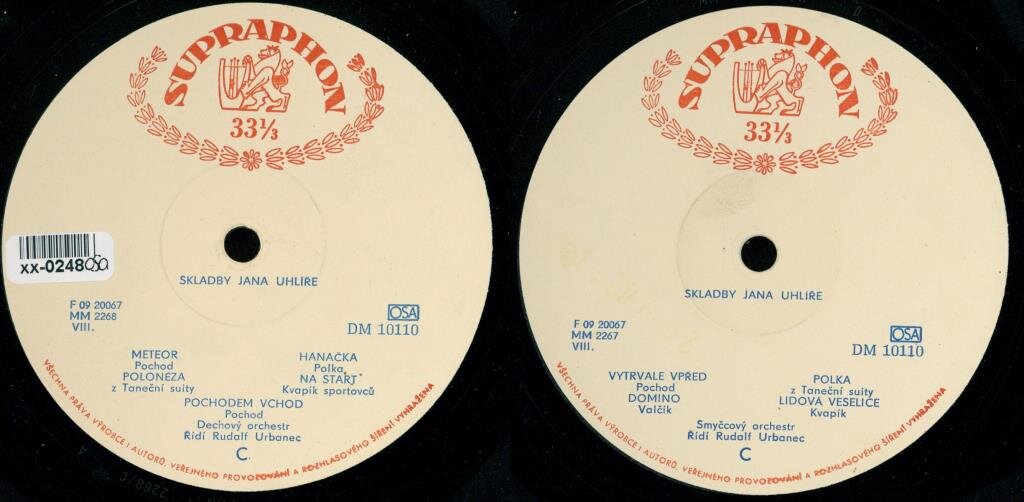 SUPRAPHON
33⅓
xx-0248
SKLADBY JANA UHLÍŘE
F 09 20067
MM 2268
VIII.
OSA
DM 10110
METEOR
Pochod
POLONÉZA
z Taneční suity
HANAČKA
Polka
NA START
Kvapík sportovců
POCHODEM VCHOD
Pochod
Dechový orchestr
Řídí Rudalf Urbanec
C
VŠECHNA PRÁVA VÝROBCE I AUTORŮ, VEŘEJNÉHO PROVOZOVÁNÍ A ROZHLASOVÉHO ŠÍŘENÍ VYHRAŽENA
SUPRAPHON
33⅓
SKLADBY JANA UHLÍŘE
F 09 20067
MM 2267
VIII.
OSA
DM 10110
VYTRVALE VPŘED
Pochod
DOMINO
Valčík
POLKA
z Taneční suity
LIDOVÁ VESELICE
Kvapík
Smyčcový orchestr
Řídí Rudalf Urbanec
C
VŠECHNA PRÁVA VÝROBCE I AUTORŮ, VEŘEJNÉHO PROVOZOVÁNÍ A ROZHLASOVÉHO ŠÍŘENÍ VYHRAŽENA